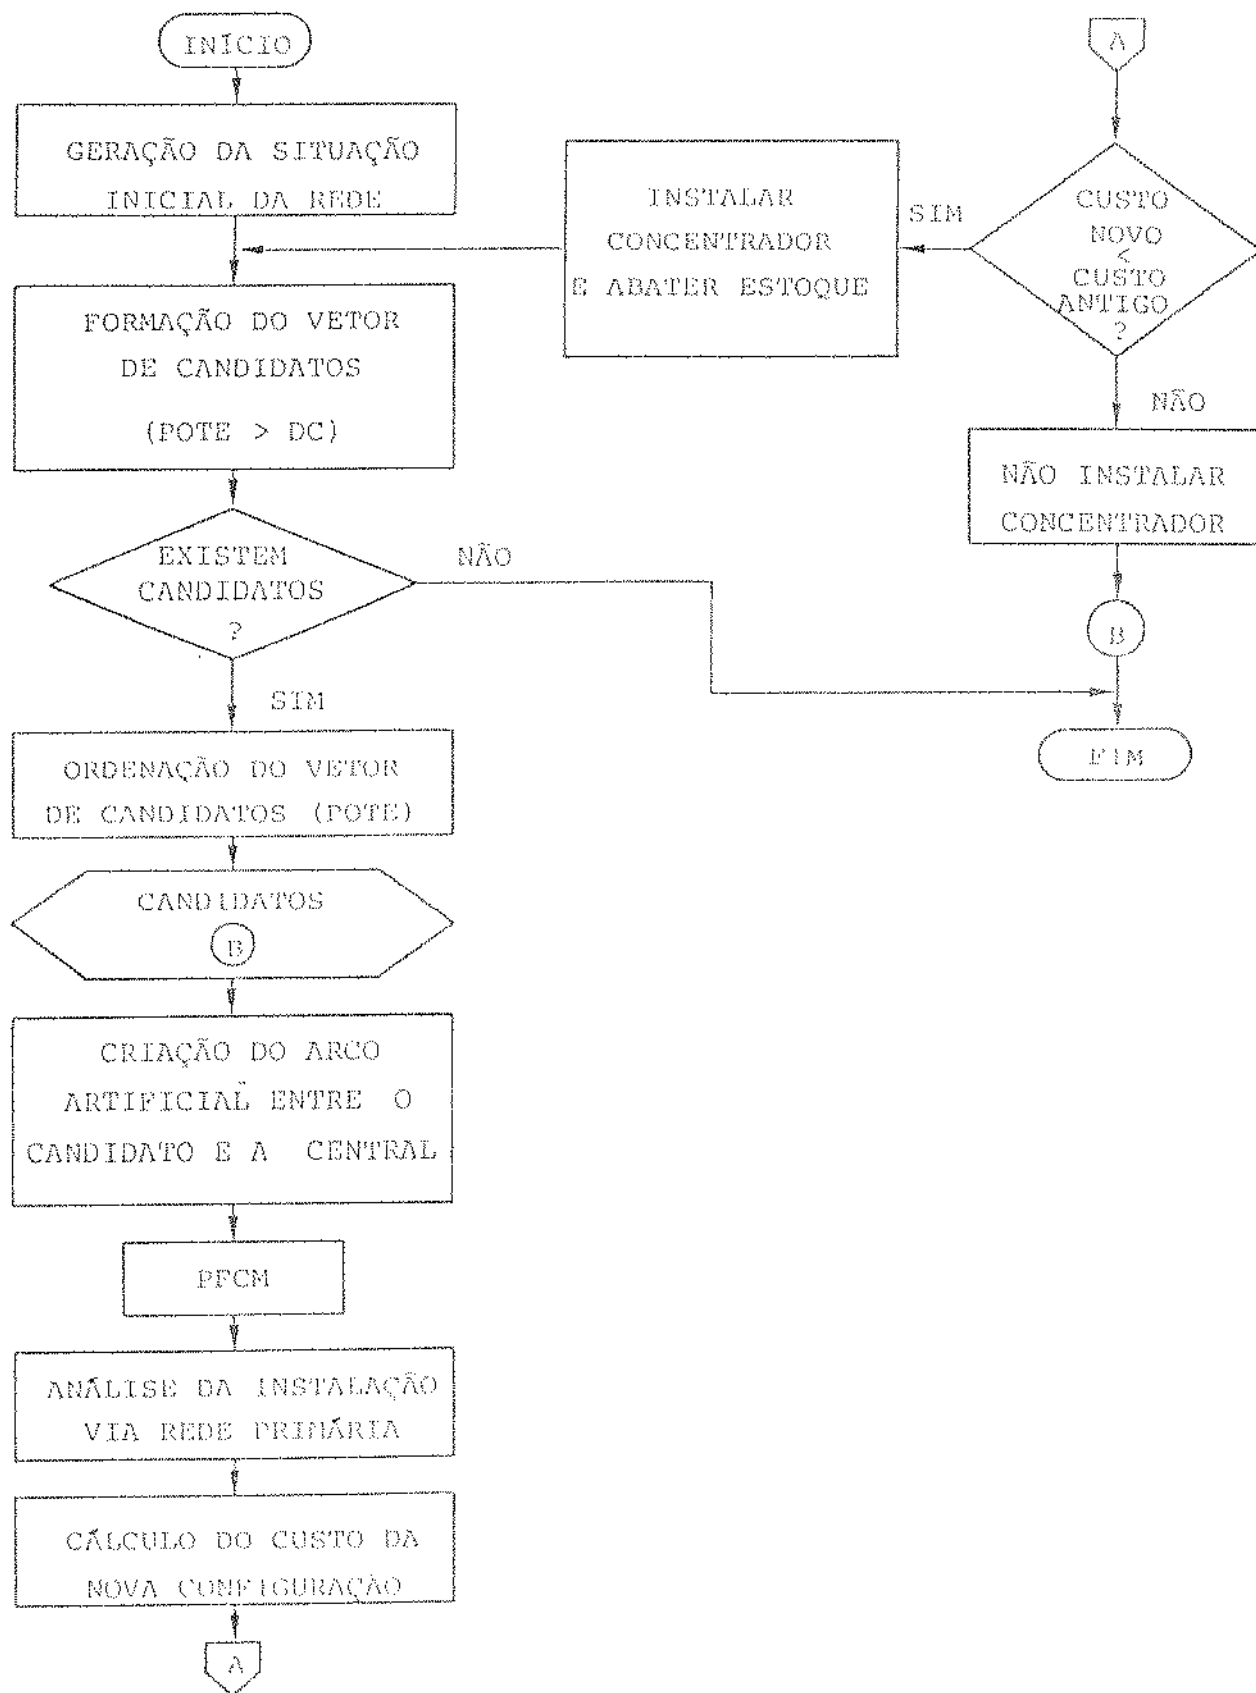 INÍCIO
GERAÇÃO DA SITUAÇÃO
INICIAL DA REDE
FORMAÇÃO DO VETOR
DE CANDIDATOS
(POTE > DC)
EXISTEM
CANDIDATOS
?
NÃO
SIM
ORDENAÇÃO DO VETOR
DE CANDIDATOS (POTE)
CANDIDATOS
B
CRIAÇÃO DO ARCO
ARTIFICIAL ENTRE O
CANDIDATO E A CENTRAL
PFCM
ANÁLISE DA INSTALAÇÃO
VIA REDE PRIMÁRIA
CÁLCULO DO CUSTO DA
NOVA CONFIGURAÇÃO
A
A
CUSTO
NOVO
<
CUSTO
ANTIGO
?
SIM
INSTALAR
CONCENTRADOR
E ABATER ESTOQUE
NÃO
NÃO INSTALAR
CONCENTRADOR
B
FIM